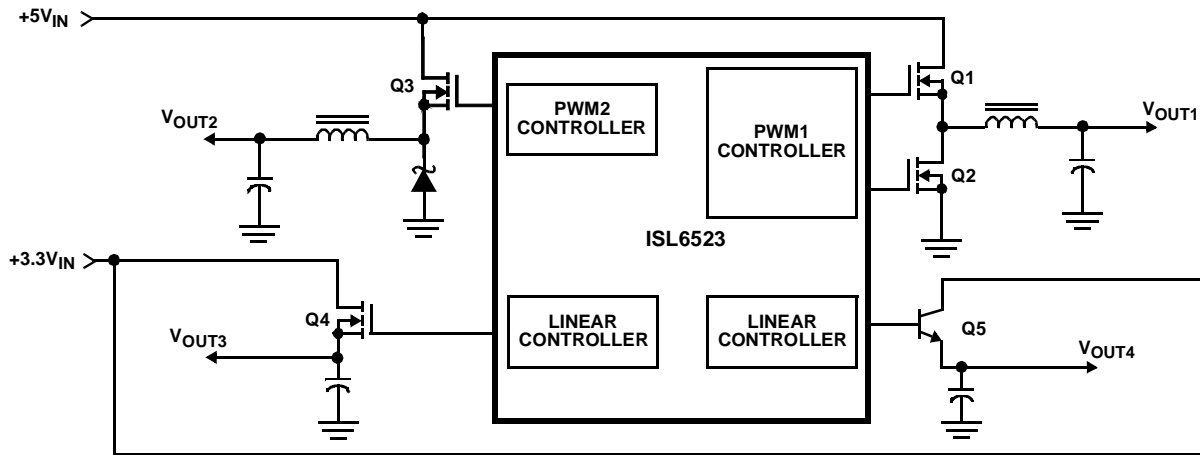 +5VIN
Q3
Q1
PWM2
CONTROLLER
PWM1
CONTROLLER
VOUT2
VOUT1
Q2
ISL6523
+3.3VIN
Q4
LINEAR
CONTROLLER
LINEAR
CONTROLLER
Q5
VOUT3
VOUT4